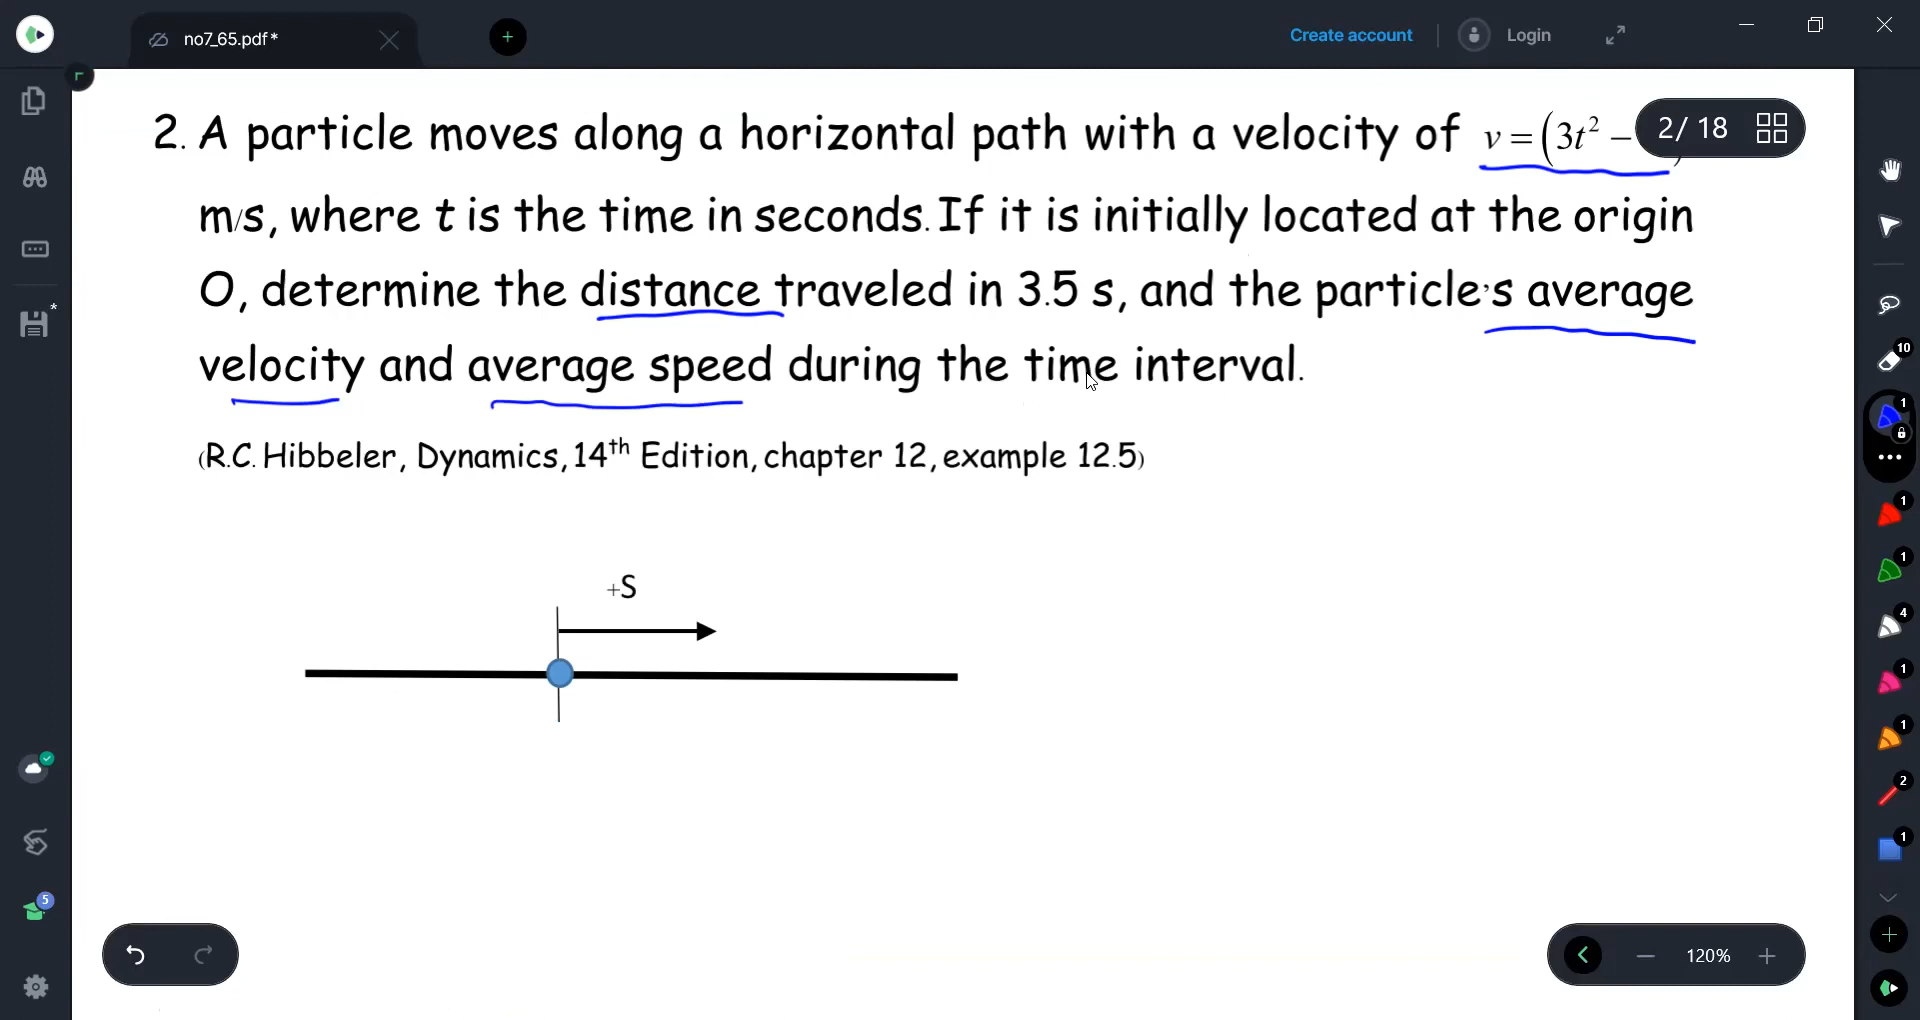 no7_65.pdf*
Create account
Login
2. A particle moves along a horizontal path with a velocity of v = (3t² −
2/ 18
m/s, where t is the time in seconds. If it is initially located at the origin
O, determine the distance traveled in 3.5 s, and the particle's average
velocity and average speed during the time interval.
(R.C. Hibbeler, Dynamics, 14th Edition, chapter 12, example 12.5)
+S
10
1
1
1
4
1
1
2
1
5
120%